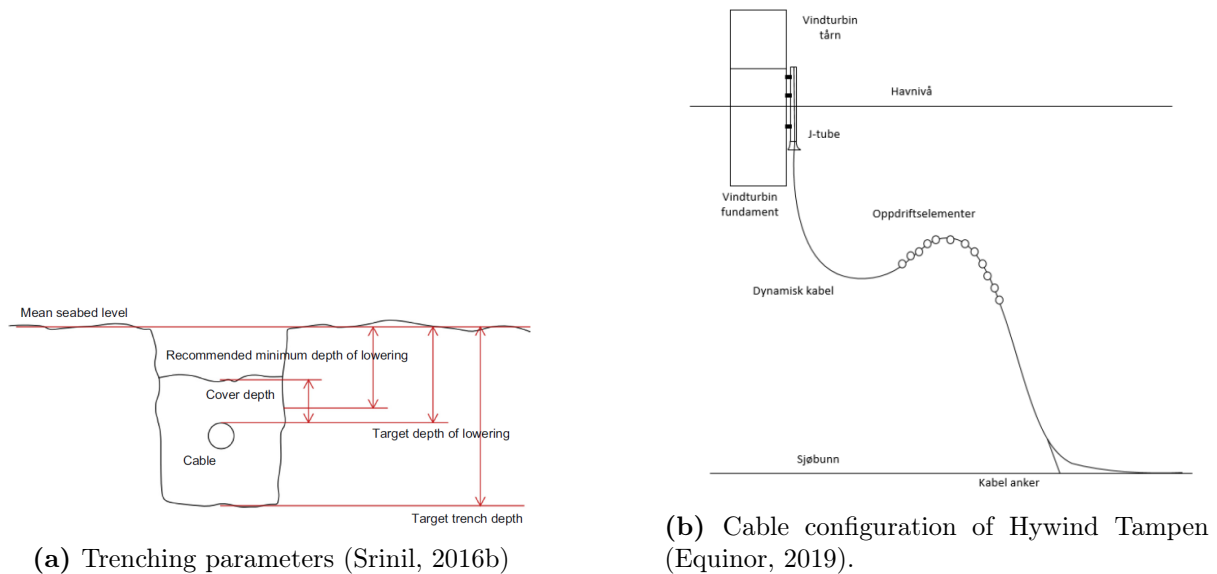 Mean seabed level
Recommended minimum depth of lowering
Cover depth
Target depth of lowering
Cable
Target trench depth
(a) Trenching parameters (Srinil, 2016b)
Vindturbin
tårn
Havnivå
J-tube
Vindturbin
fundament
Oppdriftselementer
Dynamisk kabel
Sjøbunn
Kabel anker
(b) Cable configuration of Hywind Tampen
(Equinor, 2019).